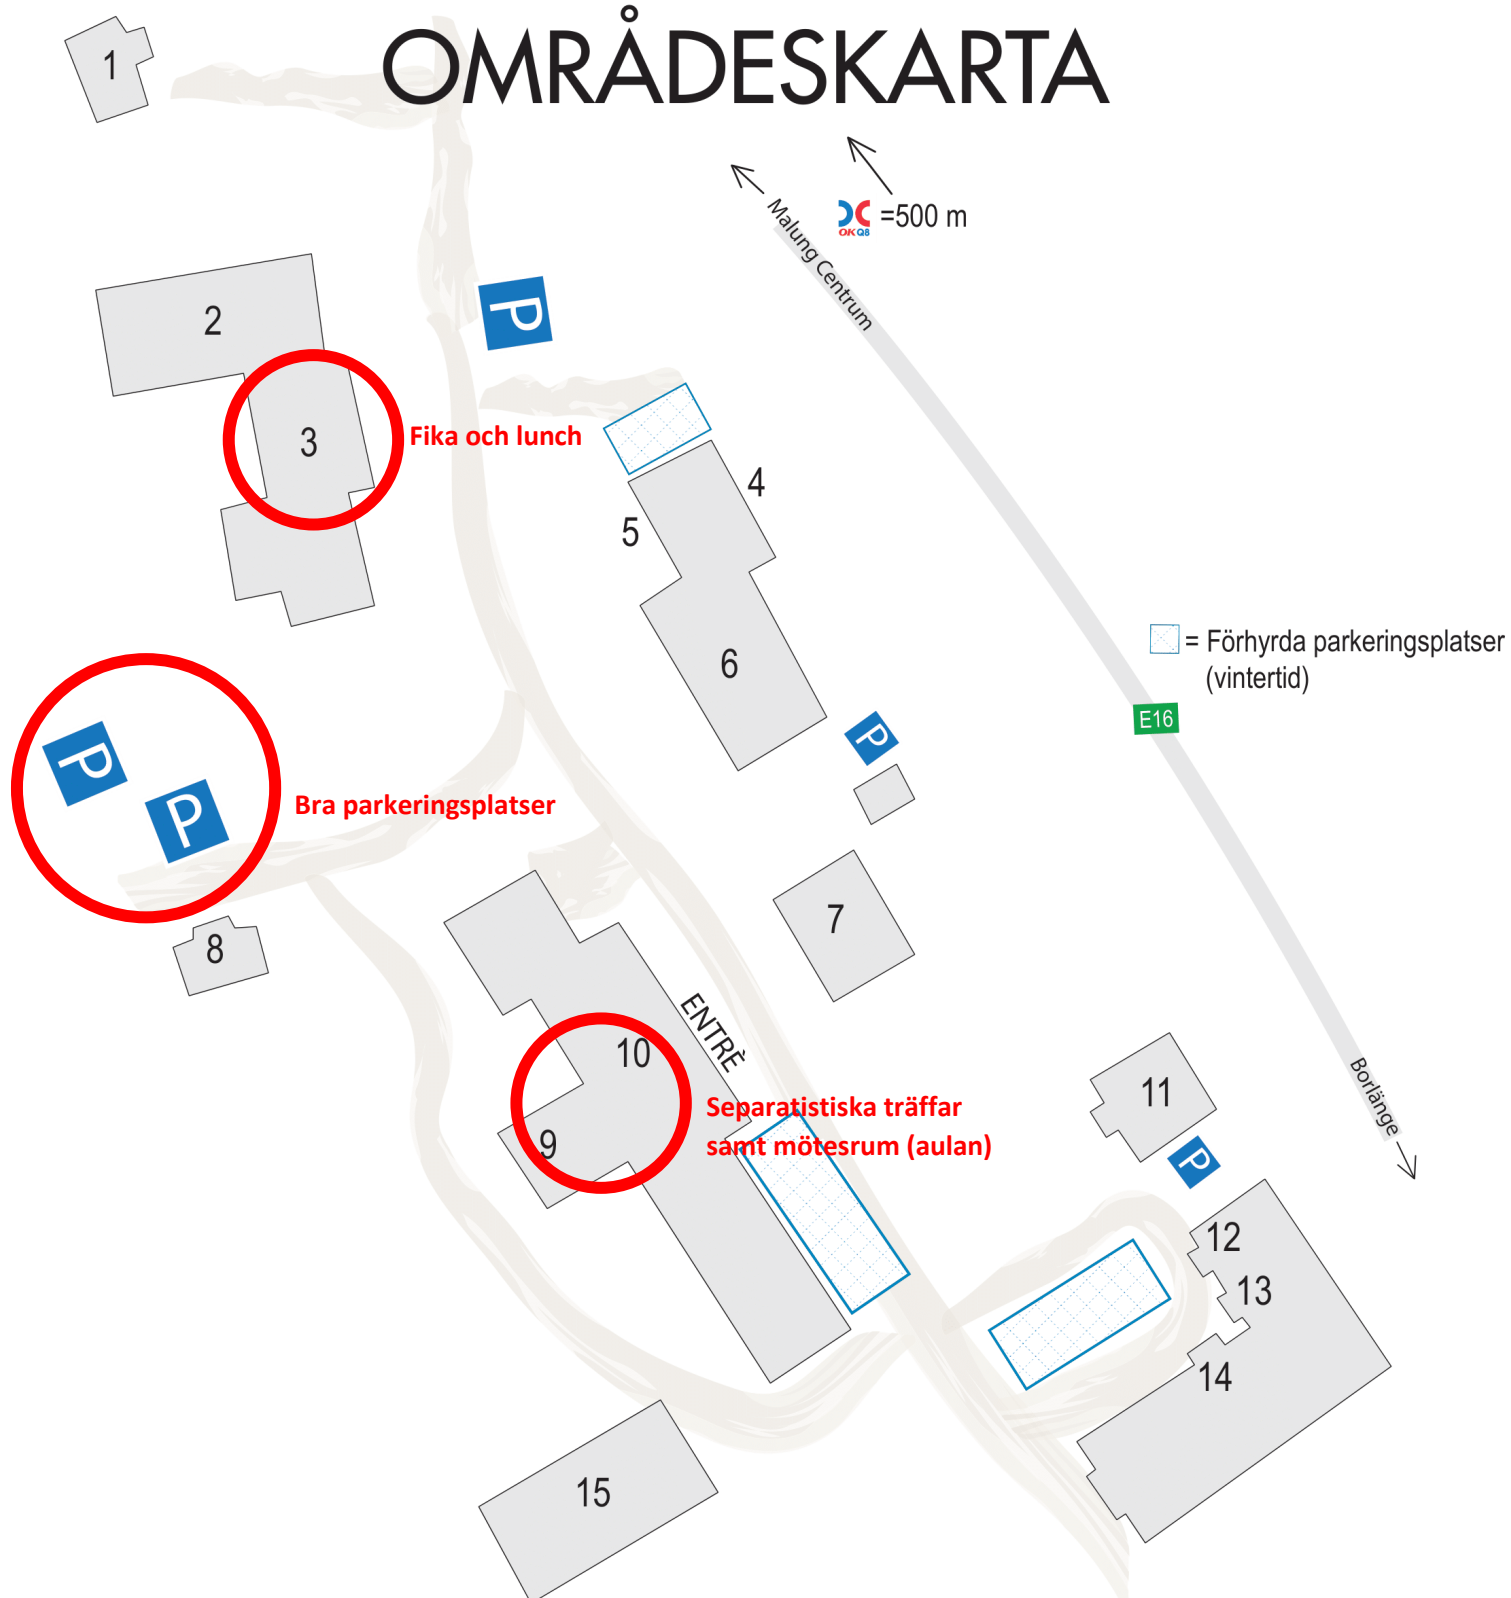 OMRÅDESKARTA
1
OK Q8 =500 m
Malung Centrum
P
2
3
Fika och lunch
4
5
6
= Förhyrda parkeringsplatser
(vintertid)
E16
P
P
P
Bra parkeringsplatser
7
8
ENTRÈ
10
9
Separatistiska träffar
samt mötesrum (aulan)
11
Borlänge
P
12
13
14
15